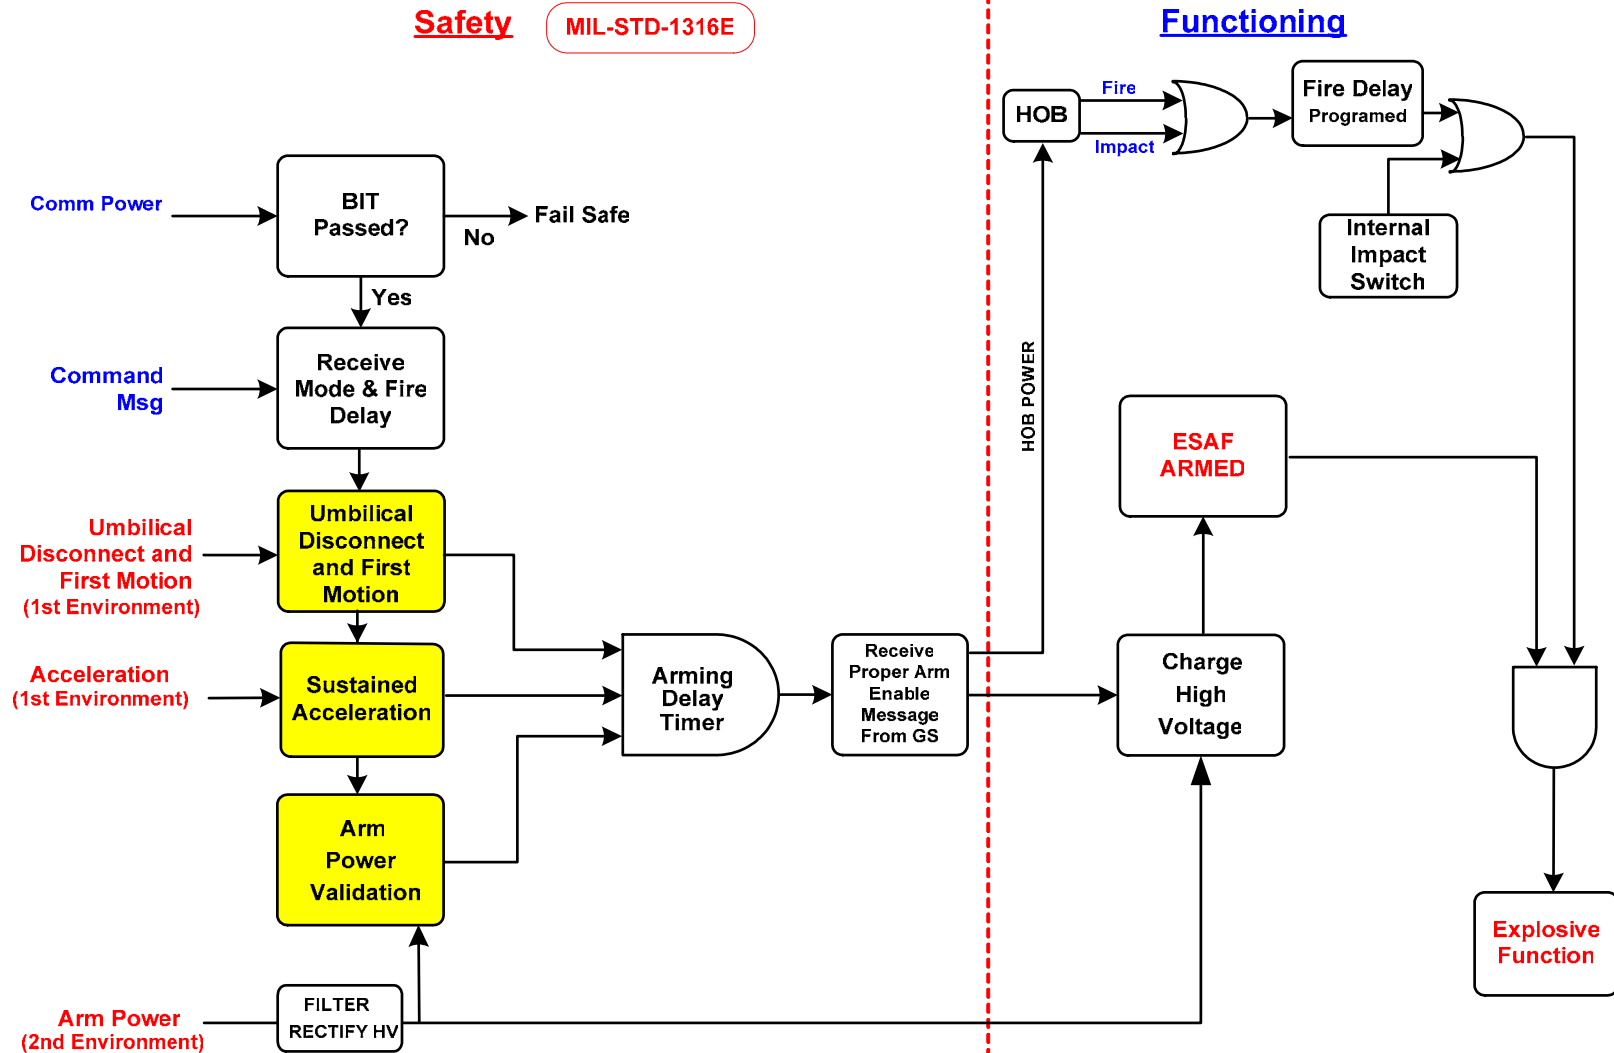 Safety
MIL-STD-1316E
Functioning
Comm Power
BIT
Passed?
No
Fail Safe
Yes
Command
Msg
Receive
Mode & Fire
Delay
Umbilical
Disconnect and
First Motion
(1st Environment)
Umbilical
Disconnect
and First
Motion
Acceleration
(1st Environment)
Sustained
Acceleration
Arm
Power
Validation
Arm Power
(2nd Environment)
FILTER
RECTIFY HV
Arming
Delay
Timer
Receive
Proper Arm
Enable
Message
From GS
HOB POWER
HOB
Fire
Impact
Fire Delay
Programed
Internal
Impact
Switch
ESAF
ARMED
Charge
High
Voltage
Explosive
Function